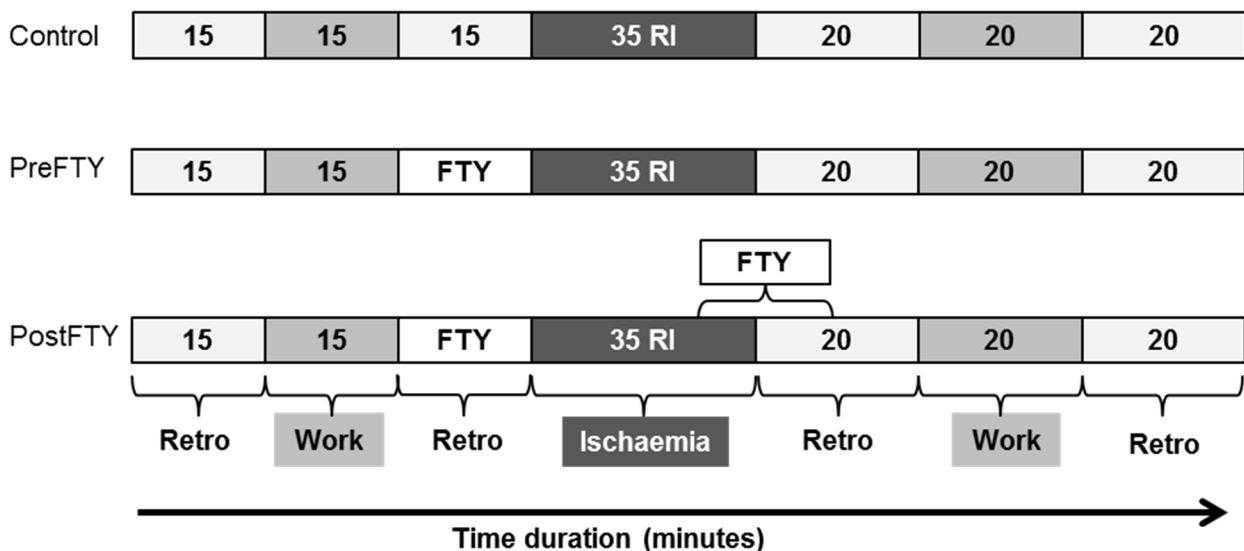 Control 15 15 15 35 RI 20 20 20
PreFTY 15 15 FTY 35 RI 20 20 20
FTY
PostFTY 15 15 FTY 35 RI 20 20 20
Retro Work Retro Ischaemia Retro Work Retro
Time duration (minutes)